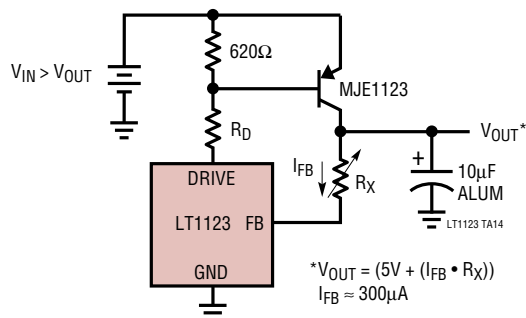 620Ω
V_IN > V_OUT
MJE1123
R_D
V_OUT*
I_FB
R_X
+
10µF
ALUM
DRIVE
LT1123 FB
GND
LT1123 TA14
*V_OUT = (5V + (I_FB • R_X))
I_FB ≈ 300µA